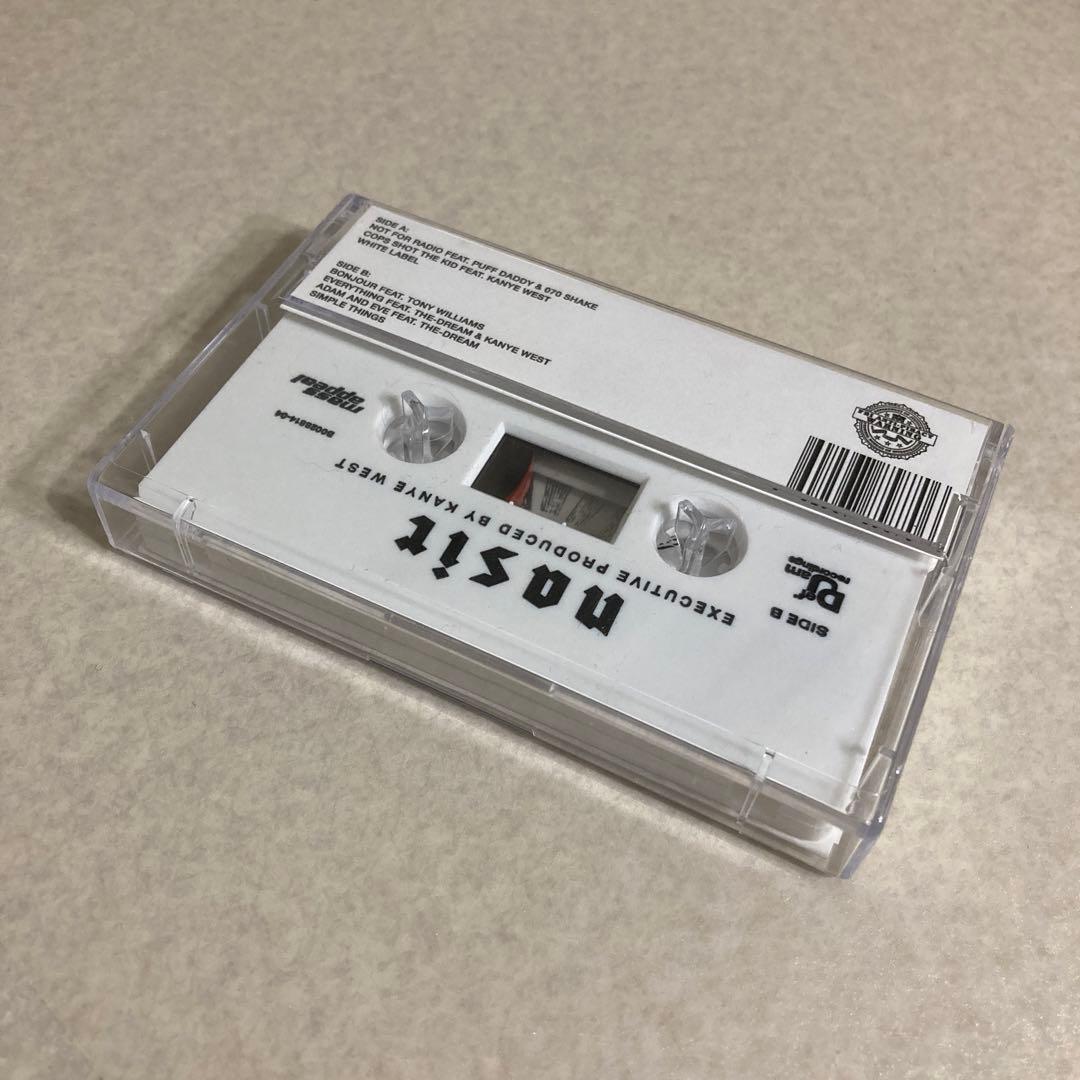 SIDE A:
NOT FOR RADIO FEAT. PUFF DADDY & 070 SHAKE
COPS SHOT THE KID FEAT. KANYE WEST
WHITE LABEL
SIDE B:
BONJOUR FEAT. TONY WILLIAMS
EVERYTHING FEAT. THE-DREAM & KANYE WEST
ADAM AND EVE FEAT. THE-DREAM
SIMPLE THINGS
SIDE B
Def Jam
recordings
nasir
EXECUTIVE PRODUCED BY KANYE WEST
mass
appeal